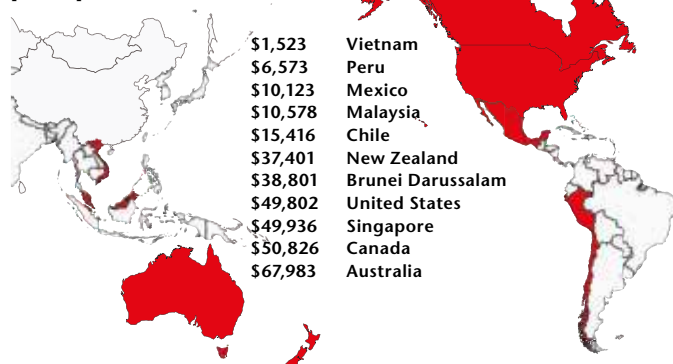 $1,523 Vietnam
$6,573 Peru
$10,123 Mexico
$10,578 Malaysia
$15,416 Chile
$37,401 New Zealand
$38,801 Brunei Darussalam
$49,802 United States
$49,936 Singapore
$50,826 Canada
$67,983 Australia